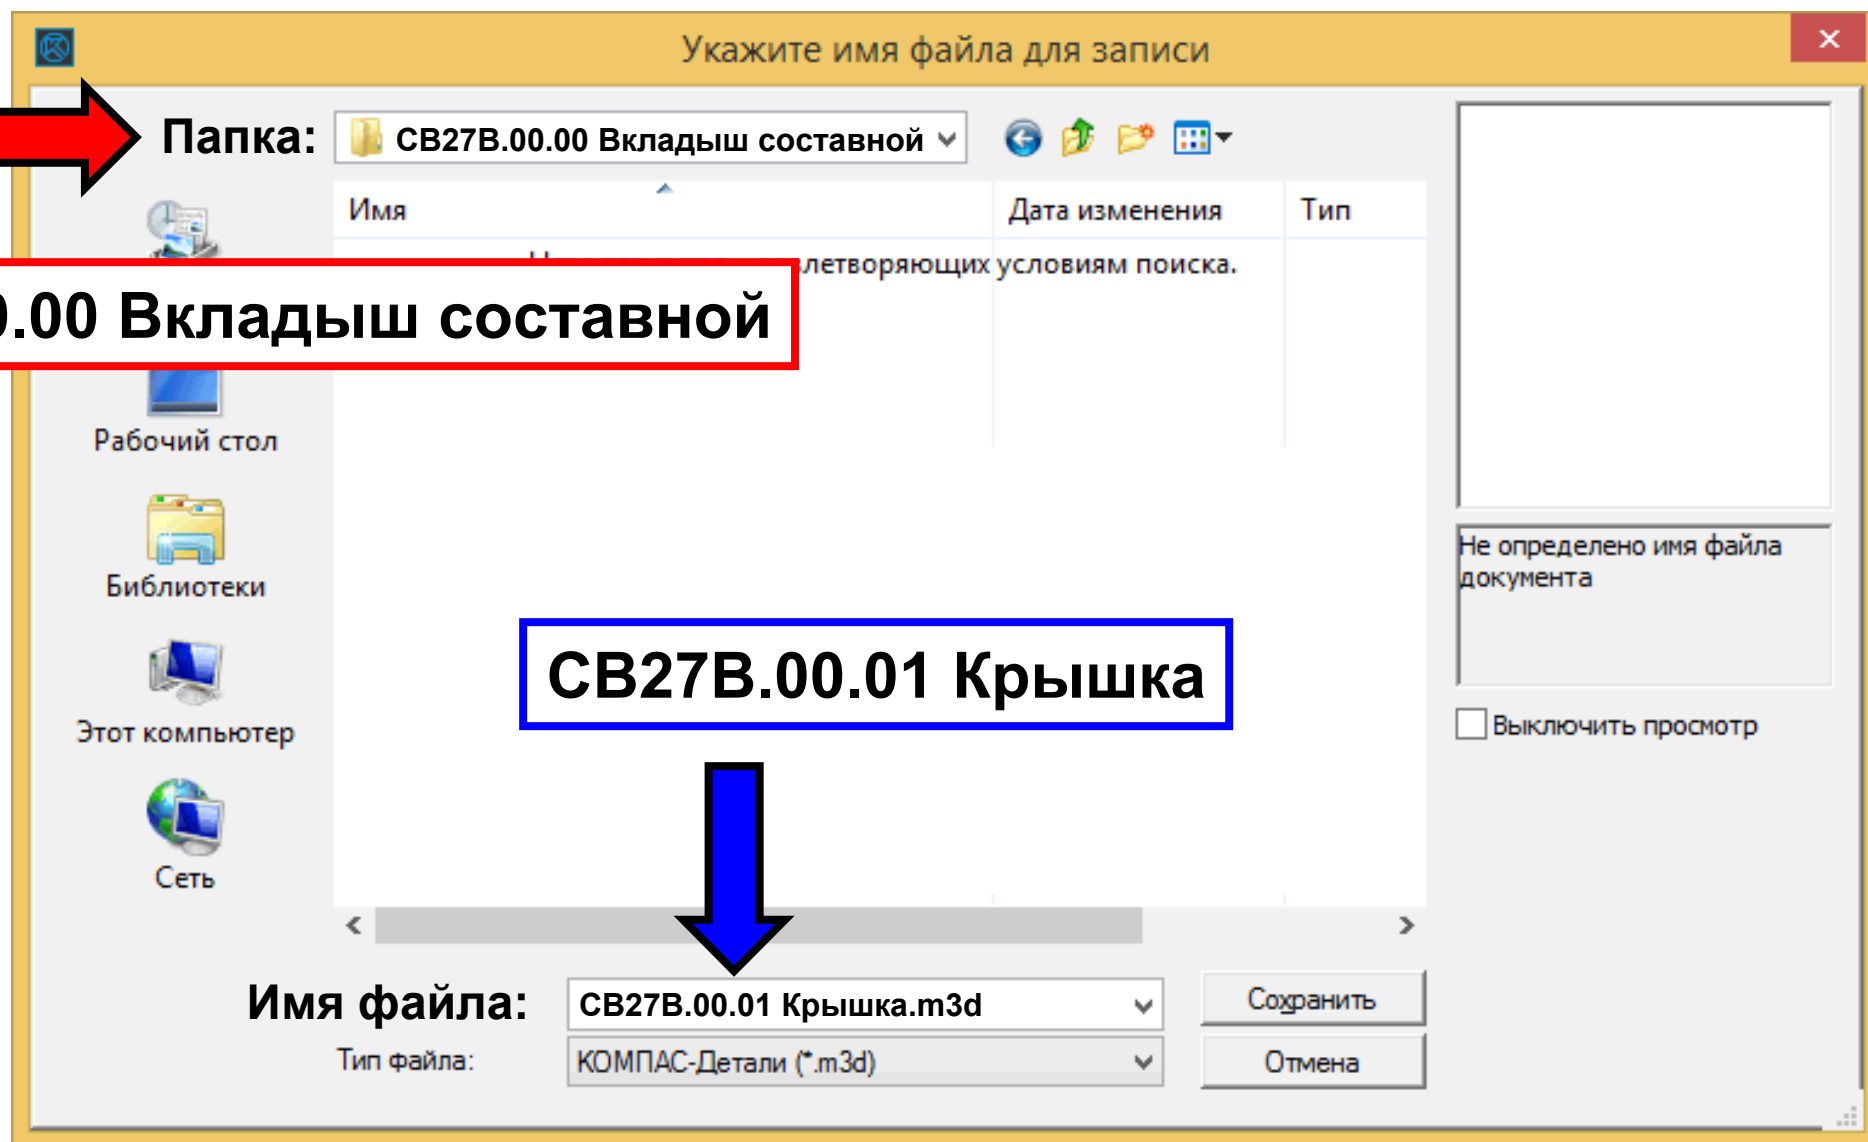 Укажите имя файла для записи
Папка: СВ27В.00.00 Вкладыш составной
Имя Дата изменения Тип
условиям поиска.
.00 Вкладыш составной
Рабочий стол
Библиотеки
Не определено имя файла
документа
СВ27В.00.01 Крышка
Этот компьютер
Выключить просмотр
Сеть
Имя файла: СВ27В.00.01 Крышка.m3d Сохранить
Тип файла: КОМПАС-Детали (*.m3d) Отмена